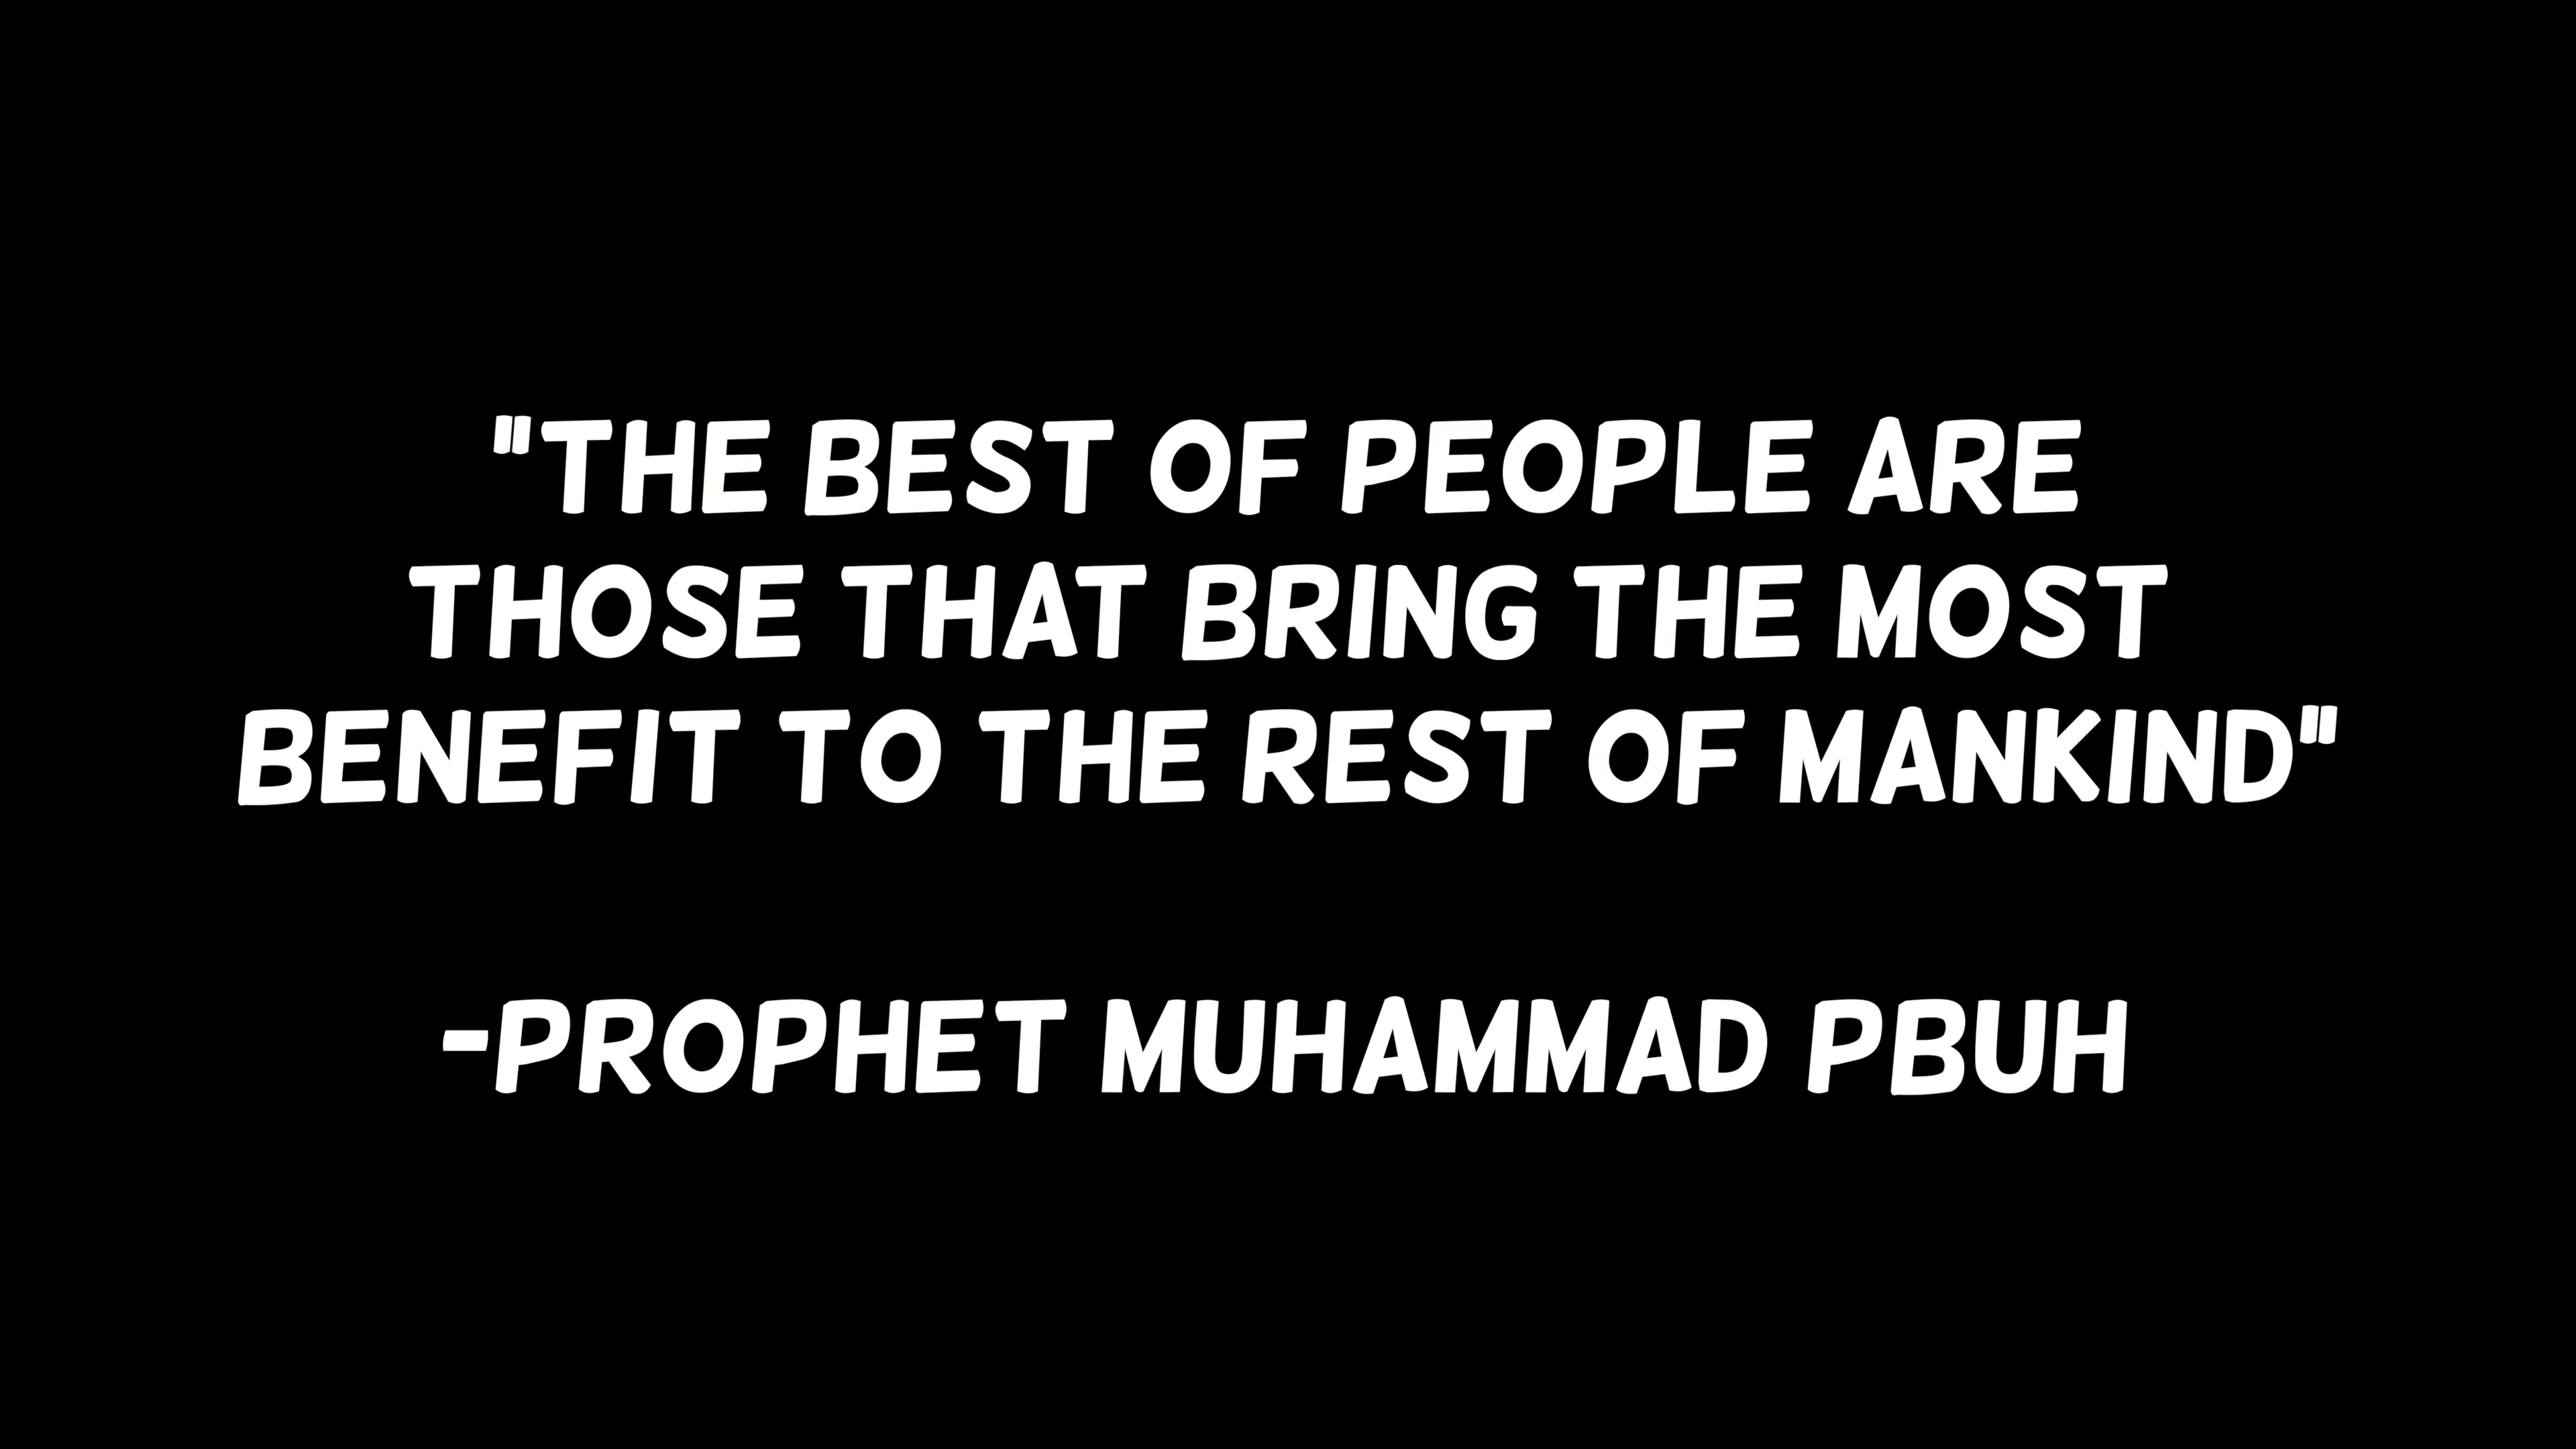 "THE BEST OF PEOPLE ARE
THOSE THAT BRING THE MOST
BENEFIT TO THE REST OF MANKIND"
-PROPHET MUHAMMAD PBUH